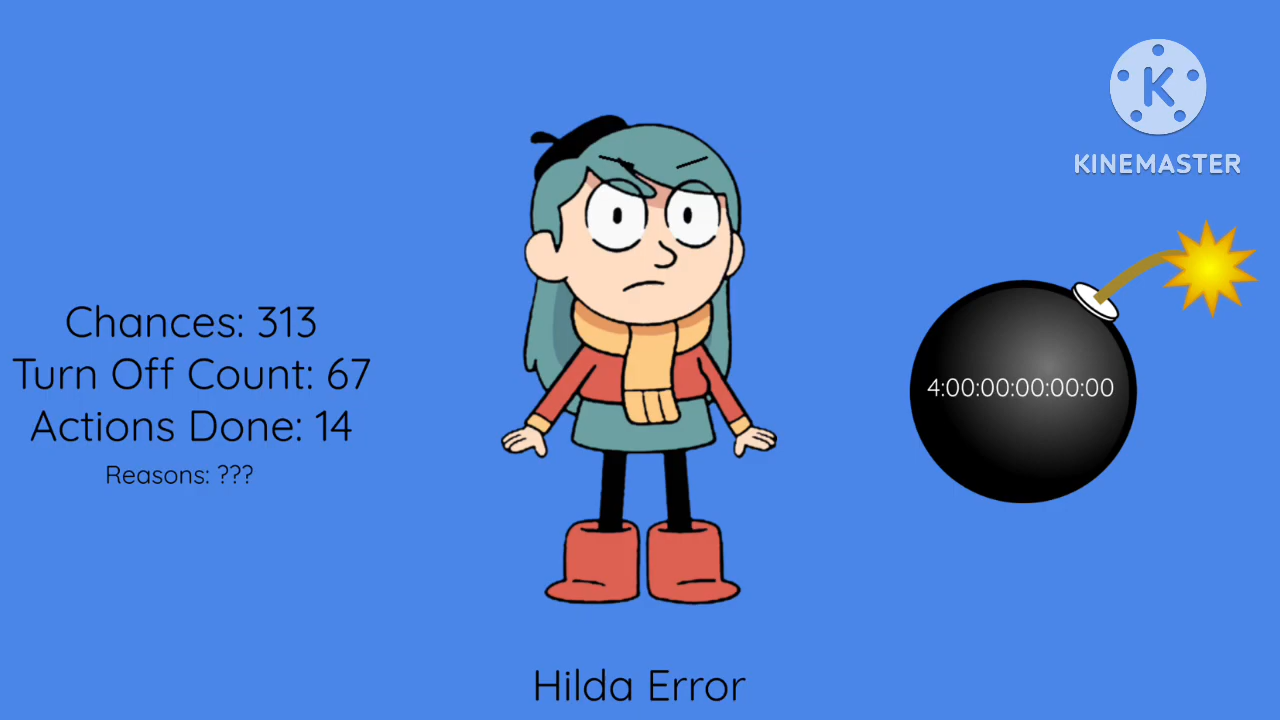 K
KINEMASTER
Chances: 313
Turn Off Count: 67
Actions Done: 14
Reasons: ???
4:00:00:00:00:00
Hilda Error